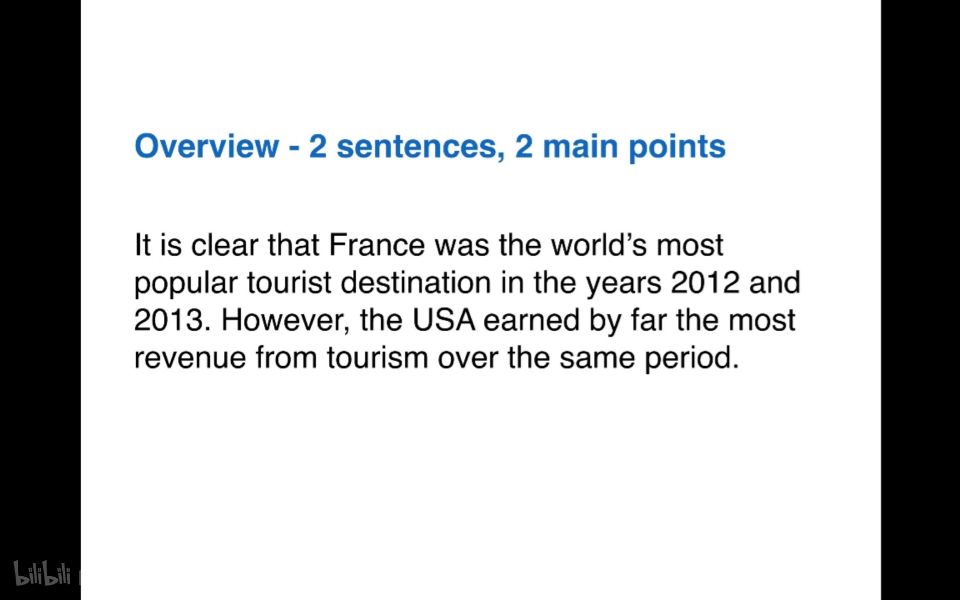 Overview - 2 sentences, 2 main points
It is clear that France was the world’s most
popular tourist destination in the years 2012 and
2013. However, the USA earned by far the most
revenue from tourism over the same period.
bilibili